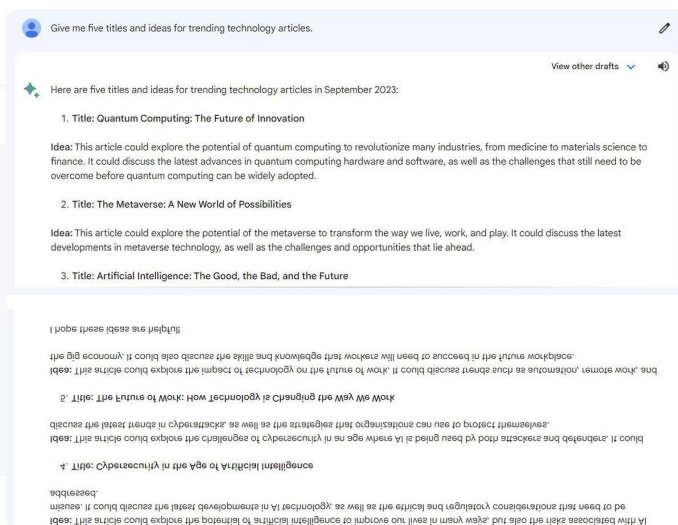 Give me five titles and ideas for trending technology articles.
View other drafts
Here are five titles and ideas for trending technology articles in September 2023:
1. Title: Quantum Computing: The Future of Innovation
Idea: This article could explore the potential of quantum computing to revolutionize many industries, from medicine to materials science to
finance. It could discuss the latest advances in quantum computing hardware and software, as well as the challenges that still need to be
overcome before quantum computing can be widely adopted.
2. Title: The Metaverse: A New World of Possibilities
Idea: This article could explore the potential of the metaverse to transform the way we live, work, and play. It could discuss the latest
developments in metaverse technology, as well as the challenges and opportunities that lie ahead.
3. Title: Artificial Intelligence: The Good, the Bad, and the Future
Idea: This article could explore the potential of artificial intelligence to improve our lives in many ways, but also the risks associated with AI
misuse. It could discuss the latest developments in AI technology, as well as the ethical and regulatory considerations that need to be
addressed.
4. Title: Cybersecurity in the Age of Artificial Intelligence
Idea: This article could explore the challenges of cybersecurity in an age where AI is being used by both attackers and defenders. It could
discuss the latest trends in cyberattacks, as well as the strategies that organizations can use to protect themselves.
5. Title: The Future of Work: How Technology is Changing the Way We Work
Idea: This article could explore the impact of technology on the future of work. It could discuss trends such as automation, remote work, and
the gig economy. It could also discuss the skills and knowledge that workers will need to succeed in the future workplace.
I hope these ideas are helpful!